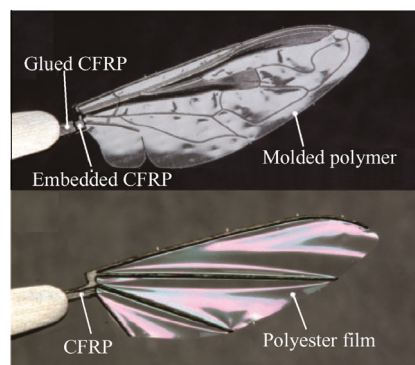 Glued CFRP
Molded polymer
Embedded CFRP
CFRP
Polyester film